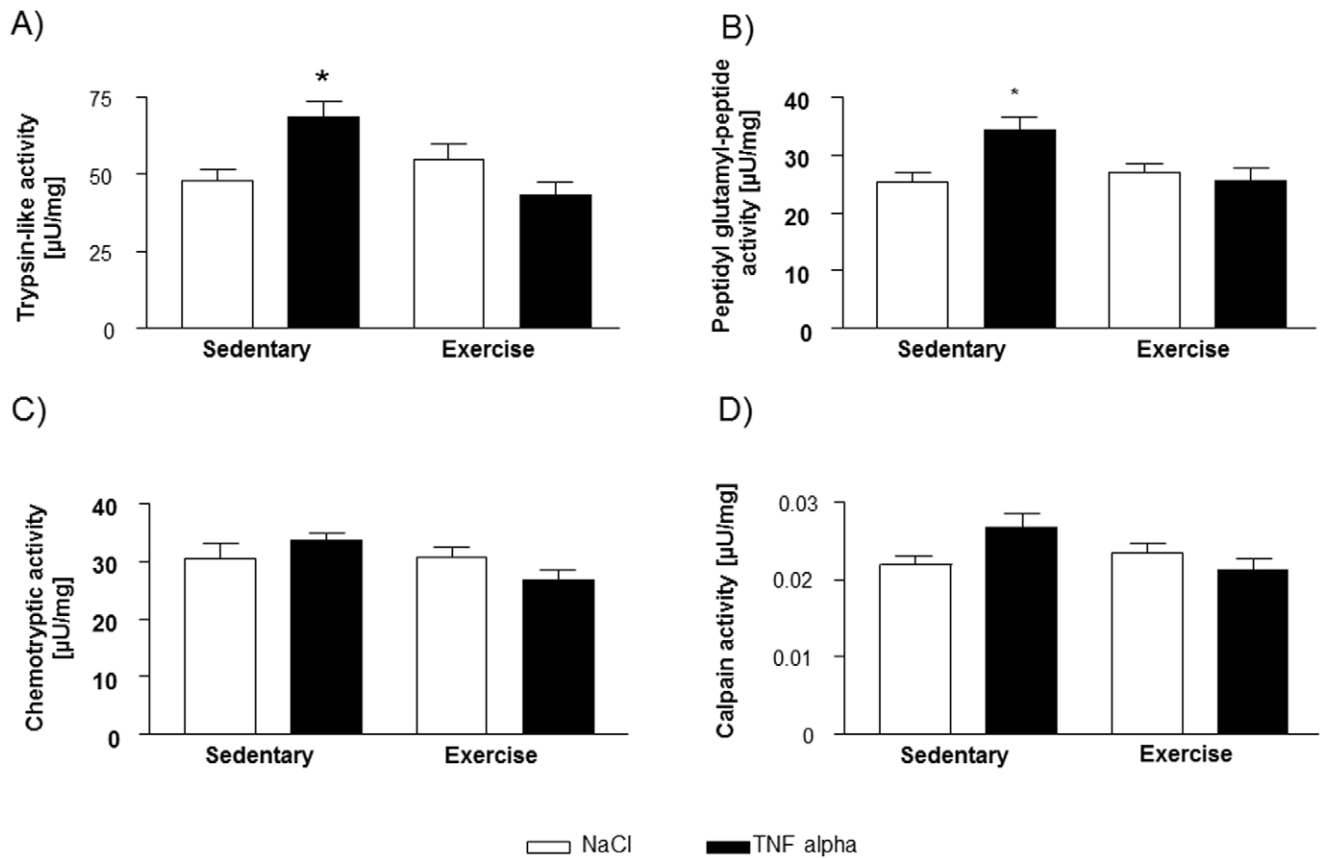 A)
*
75
50
25
0
Trypsin-like activity
[µU/mg]
Sedentary
Exercise
B)
*
40
30
20
10
0
Peptidyl glutamyl-peptide
activity [µU/mg]
Sedentary
Exercise
C)
40
30
20
10
0
Chemotryptic activity
[µU/mg]
Sedentary
Exercise
D)
0.03
0.02
0.01
0
Calpain activity [µU/mg]
Sedentary
Exercise
NaCl
TNF alpha